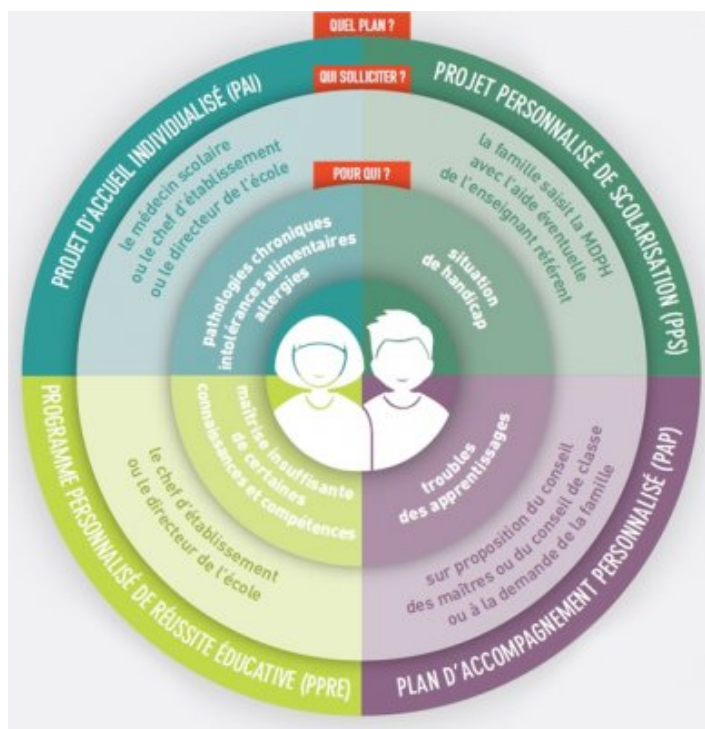 QUEL PLAN ?
QUI SOLLICITER ?
POUR QUI ?
PROJET D'ACCUEIL INDIVIDUALISÉ (PAI)
le médecin scolaire
ou le chef d'établissement
ou le directeur de l'école
pathologies chroniques
intolérances alimentaires
allergies
PROJET PERSONNALISÉ DE SCOLARISATION (PPS)
la famille saisit la MDPH
avec l'aide éventuelle
de l'enseignant référent
situation
de handicap
PROGRAMME PERSONNALISÉ DE RÉUSSITE ÉDUCATIVE (PPRE)
le chef d'établissement
ou le directeur de l'école
maîtrise insuffisante
de certaines
connaissances et compétences
PLAN D'ACCOMPAGNEMENT PERSONNALISÉ (PAP)
sur proposition du conseil
des maîtres ou du conseil de classe
ou à la demande de la famille
troubles
des apprentissages